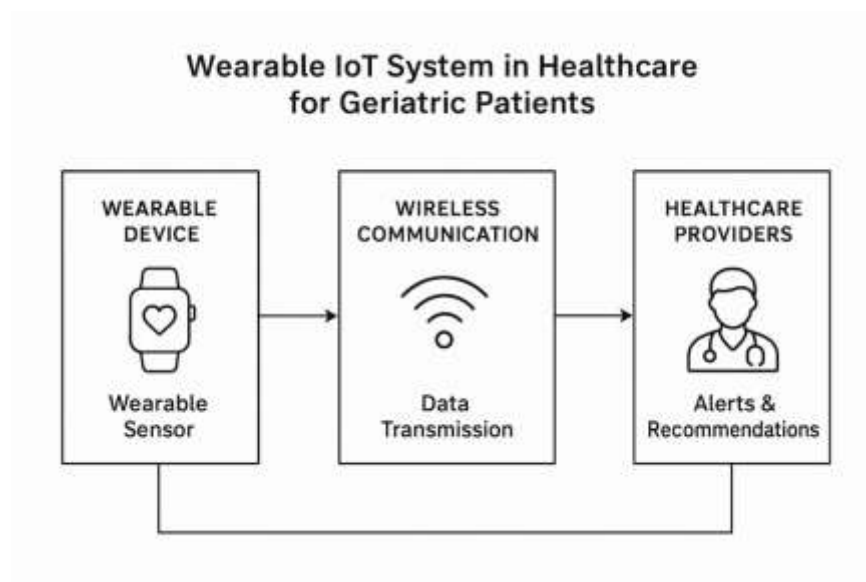 Wearable IoT System in Healthcare
for Geriatric Patients
WEARABLE
DEVICE
Wearable
Sensor
WIRELESS
COMMUNICATION
Data
Transmission
HEALTHCARE
PROVIDERS
Alerts &
Recommendations